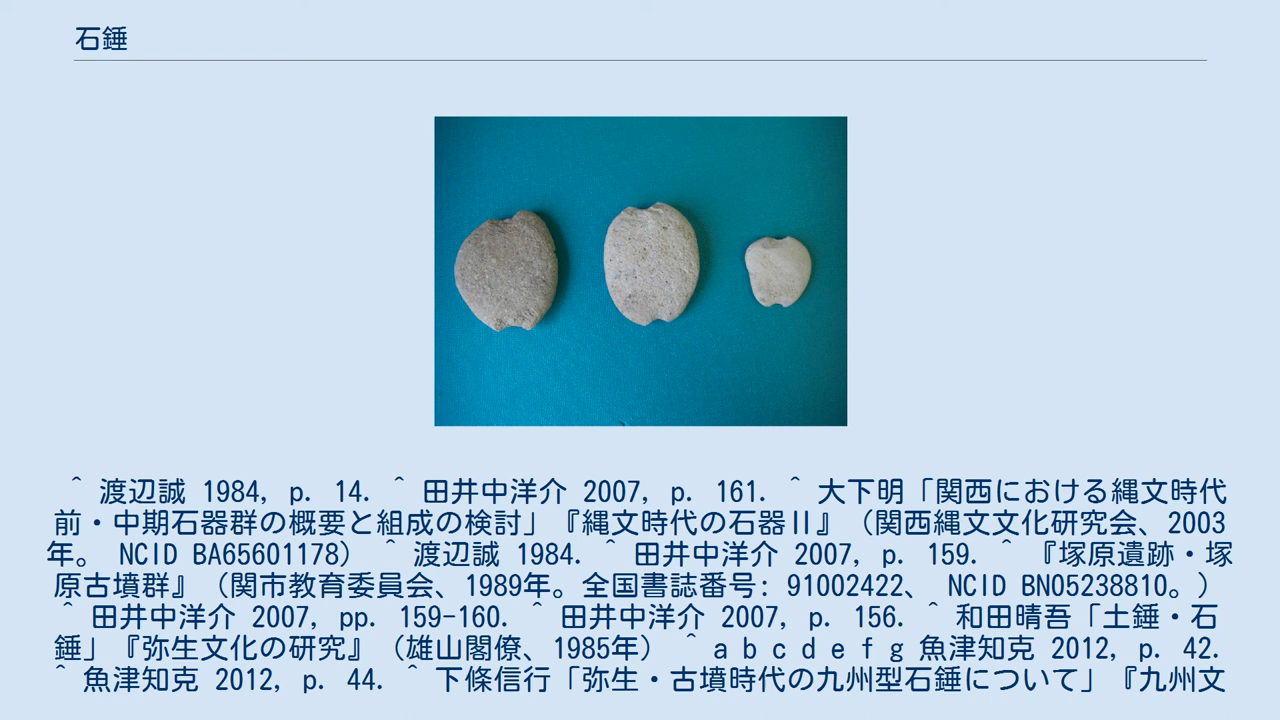 石錘
^ 渡辺誠 1984, p. 14. ^ 田井中洋介 2007, p. 161. ^ 大下明「関西における縄文時代
前・中期石器群の概要と組成の検討」『縄文時代の石器II』（関西縄文文化研究会、2003
年。 NCID BA65601178） ^ 渡辺誠 1984. ^ 田井中洋介 2007, p. 159. ^ 『塚原遺跡・塚
原古墳群』（関市教育委員会、1989年。全国書誌番号: 91002422、 NCID BN05238810。）
^ 田井中洋介 2007, pp. 159-160. ^ 田井中洋介 2007, p. 156. ^ 和田晴吾「土錘・石
錘」『弥生文化の研究』（雄山閣僚、1985年） ^ a b c d e f g 魚津知克 2012, p. 42.
^ 魚津知克 2012, p. 44. ^ 下條信行「弥生・古墳時代の九州型石錘について」『九州文